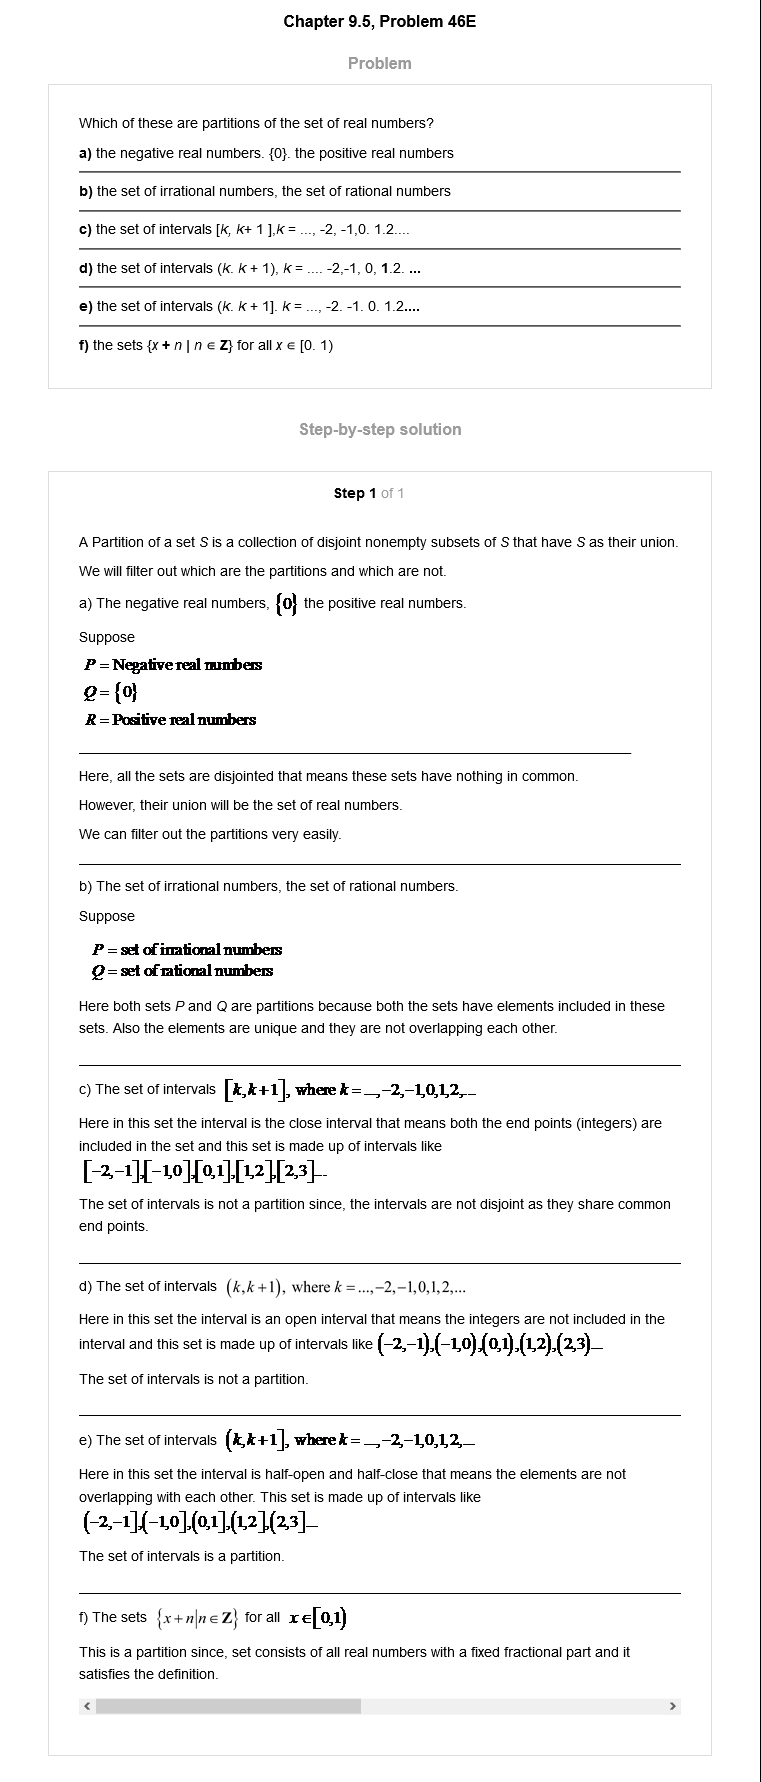 Chapter 9.5, Problem 46E
Problem
Which of these are partitions of the set of real numbers?
a) the negative real numbers. {0}. the positive real numbers
b) the set of irrational numbers, the set of rational numbers
c) the set of intervals [k, k+ 1 ],k = ..., -2, -1,0. 1.2....
d) the set of intervals (k. k + 1), k = .... -2,-1, 0, 1.2. ...
e) the set of intervals (k. k + 1]. k = ..., -2. -1. 0. 1.2....
f) the sets {x + n | n ∈ Z} for all x ∈ [0. 1)
Step-by-step solution
Step 1 of 1
A Partition of a set S is a collection of disjoint nonempty subsets of S that have S as their union.
We will filter out which are the partitions and which are not.
a) The negative real numbers, {0} the positive real numbers.
Suppose
P = Negative real numbers
Q = {0}
R = Positive real numbers
Here, all the sets are disjointed that means these sets have nothing in common.
However, their union will be the set of real numbers.
We can filter out the partitions very easily.
b) The set of irrational numbers, the set of rational numbers.
Suppose
P = set of irrational numbers
Q = set of rational numbers
Here both sets P and Q are partitions because both the sets have elements included in these
sets. Also the elements are unique and they are not overlapping each other.
c) The set of intervals [k,k+1], where k = ...,−2,−1,0,1,2,...
Here in this set the interval is the close interval that means both the end points (integers) are
included in the set and this set is made up of intervals like
[−2,−1],[−1,0],[0,1],[1,2],[2,3]...
The set of intervals is not a partition since, the intervals are not disjoint as they share common
end points.
d) The set of intervals (k,k+1), where k = ...,−2,−1,0,1,2,...
Here in this set the interval is an open interval that means the integers are not included in the
interval and this set is made up of intervals like (−2,−1),(−1,0),(0,1),(1,2),(2,3)...
The set of intervals is not a partition.
e) The set of intervals (k,k+1], where k = ...,−2,−1,0,1,2,...
Here in this set the interval is half-open and half-close that means the elements are not
overlapping with each other. This set is made up of intervals like
(−2,−1],(−1,0],(0,1],(1,2],(2,3]...
The set of intervals is a partition.
f) The sets {x+n|n∈Z} for all x∈[0,1)
This is a partition since, set consists of all real numbers with a fixed fractional part and it
satisfies the definition.